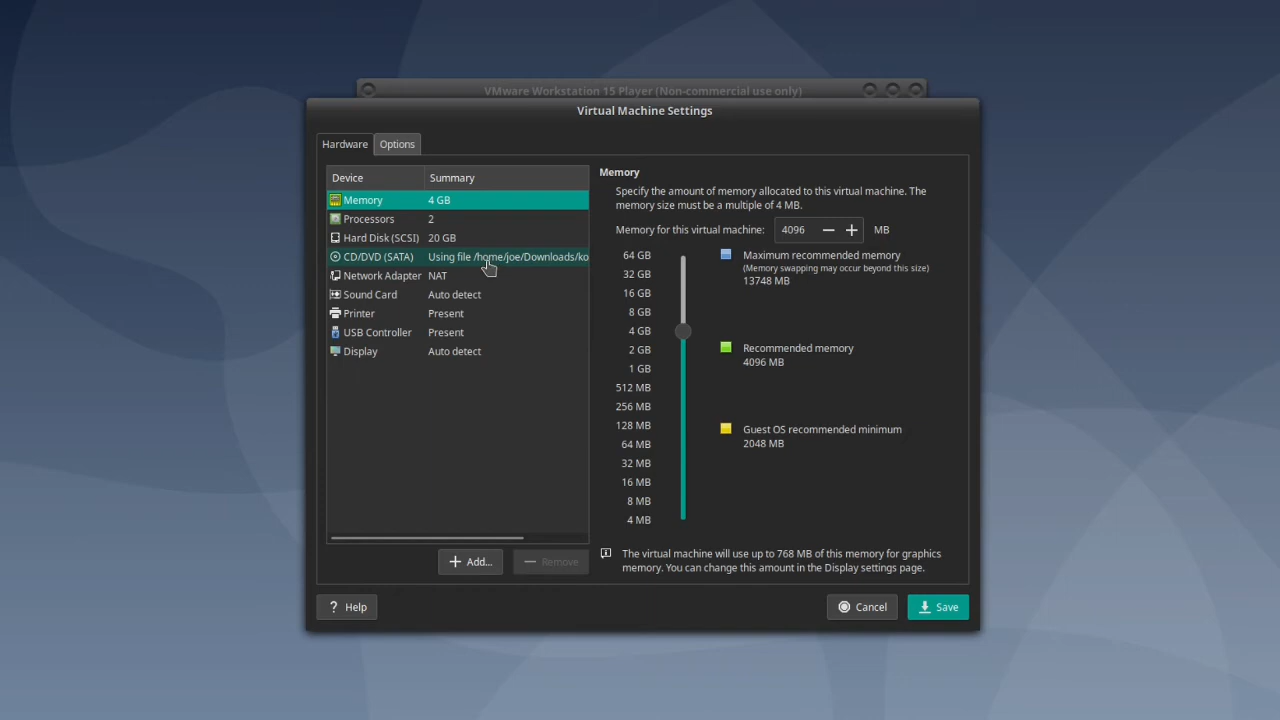 VMware Workstation 15 Player (Non-commercial use only)
Virtual Machine Settings
Hardware
Options
Device
Summary
Memory
4 GB
Processors
2
Hard Disk (SCSI)
20 GB
CD/DVD (SATA)
Using file /home/joe/Downloads/ko
Network Adapter
NAT
Sound Card
Auto detect
Printer
Present
USB Controller
Present
Display
Auto detect
Add...
Remove
Memory
Specify the amount of memory allocated to this virtual machine. The
memory size must be a multiple of 4 MB.
Memory for this virtual machine:
4096
MB
64 GB
32 GB
16 GB
8 GB
4 GB
2 GB
1 GB
512 MB
256 MB
128 MB
64 MB
32 MB
16 MB
8 MB
4 MB
Maximum recommended memory
(Memory swapping may occur beyond this size)
13748 MB
Recommended memory
4096 MB
Guest OS recommended minimum
2048 MB
The virtual machine will use up to 768 MB of this memory for graphics
memory. You can change this amount in the Display settings page.
Help
Cancel
Save